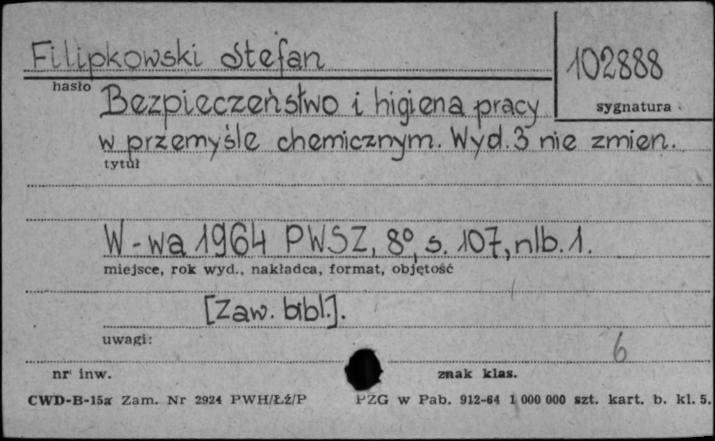 Filipkowski Stefan
102888
hasło
sygnatura
Bezpieczeństwo i higiena pracy
w przemyśle chemicznym. Wyd. 3 nie zmien.
tytuł
W-wa 1964 PWSZ, 8°, s. 107, nlb. 1.
miejsce, rok wyd., nakładca, format, objętość
[Zaw. bibl.].
uwagi:
6
nr inw.
znak klas.
CWD-B-15a Zam. Nr 2924 PWH/Łź/P PZG w Pab. 912-64 1 000 000 szt. kart. b. kl. 5.